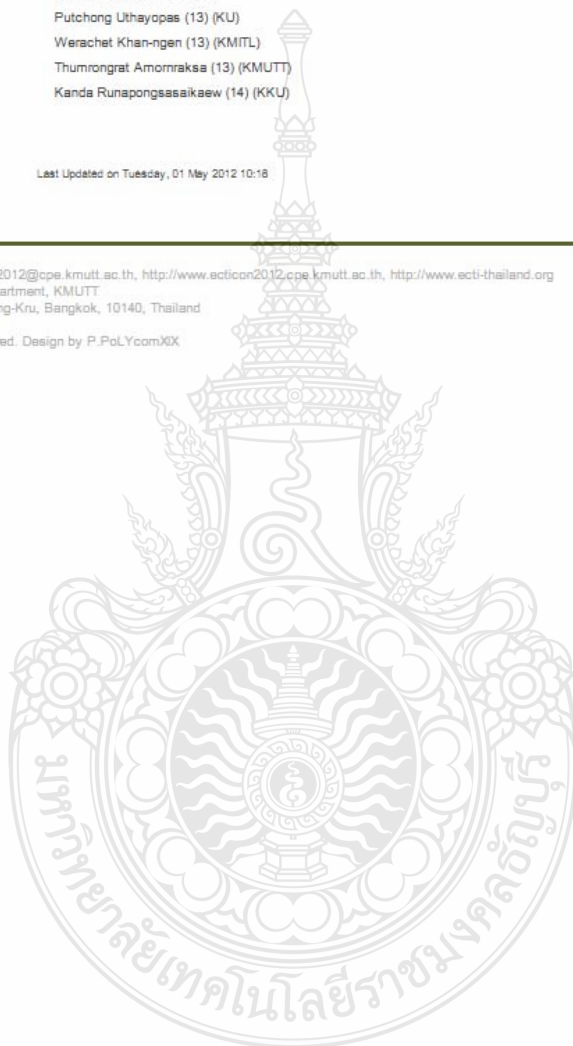 Putchong Uthayopas (13) (KU)
Werachet Khan-ngen (13) (KMITL)
Thumrongrat Amornraksa (13) (KMUTT)
Kanda Runapongsasaikaew (14) (KKU)
Last Updated on Tuesday, 01 May 2012 10:18
2012@cpe.kmutt.ac.th, http://www.ecticon2012.cpe.kmutt.ac.th, http://www.ecti-thailand.org
artment, KMUTT
ng-Kru, Bangkok, 10140, Thailand
ed. Design by P.PoLYcomXIX
มหาวิทยาลัยเทคโนโลยีราชมงคลธัญบุรี